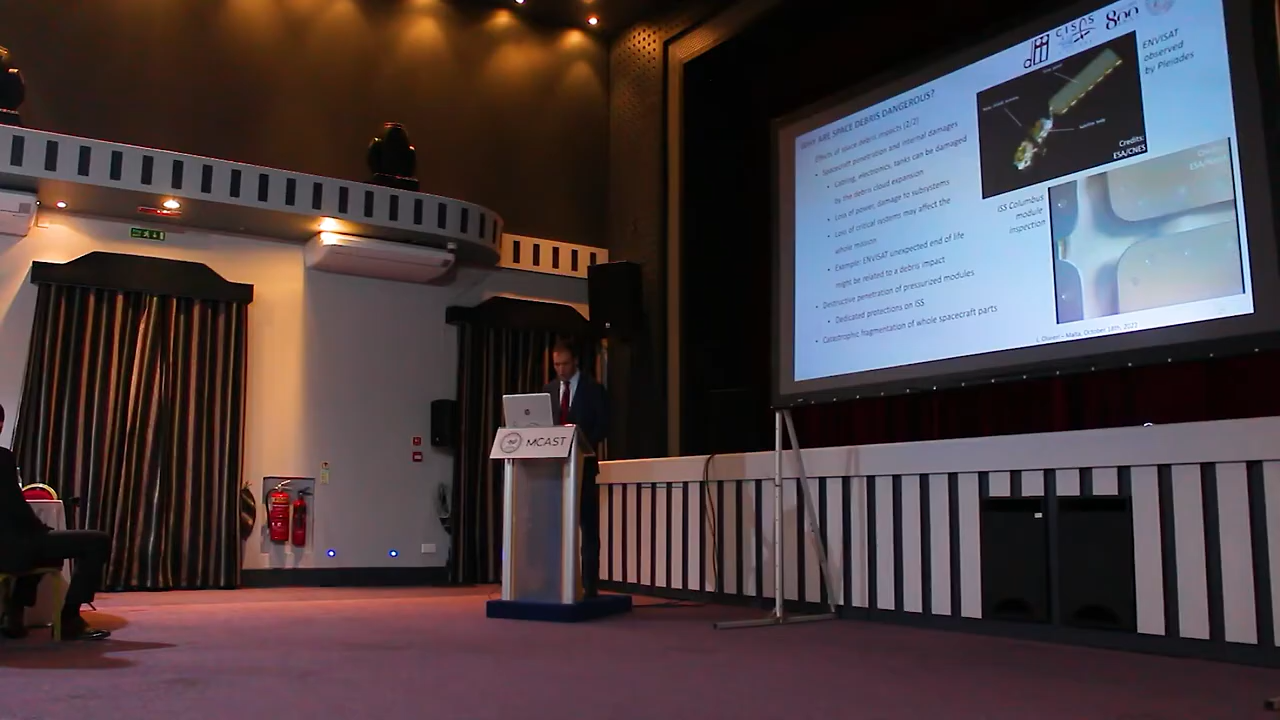 WHY ARE SPACE DEBRIS DANGEROUS?
Effects of space debris impacts (2/2)
• Spacecraft penetration and internal damages
• Cabling, electronics, tanks can be damaged
by the debris cloud expansion
• Loss of power, damage to subsystems
• Loss of critical systems may affect the
whole mission
• Example: ENVISAT unexpected end of life
might be related to a debris impact
• Destructive penetration of pressurized modules
• Dedicated protections on ISS
• Catastrophic fragmentation of whole spacecraft parts
CISAS
800
ENVISAT
observed
by Pleiades
Credits:
ESA/CNES
ISS Columbus
module
inspection
MCAST